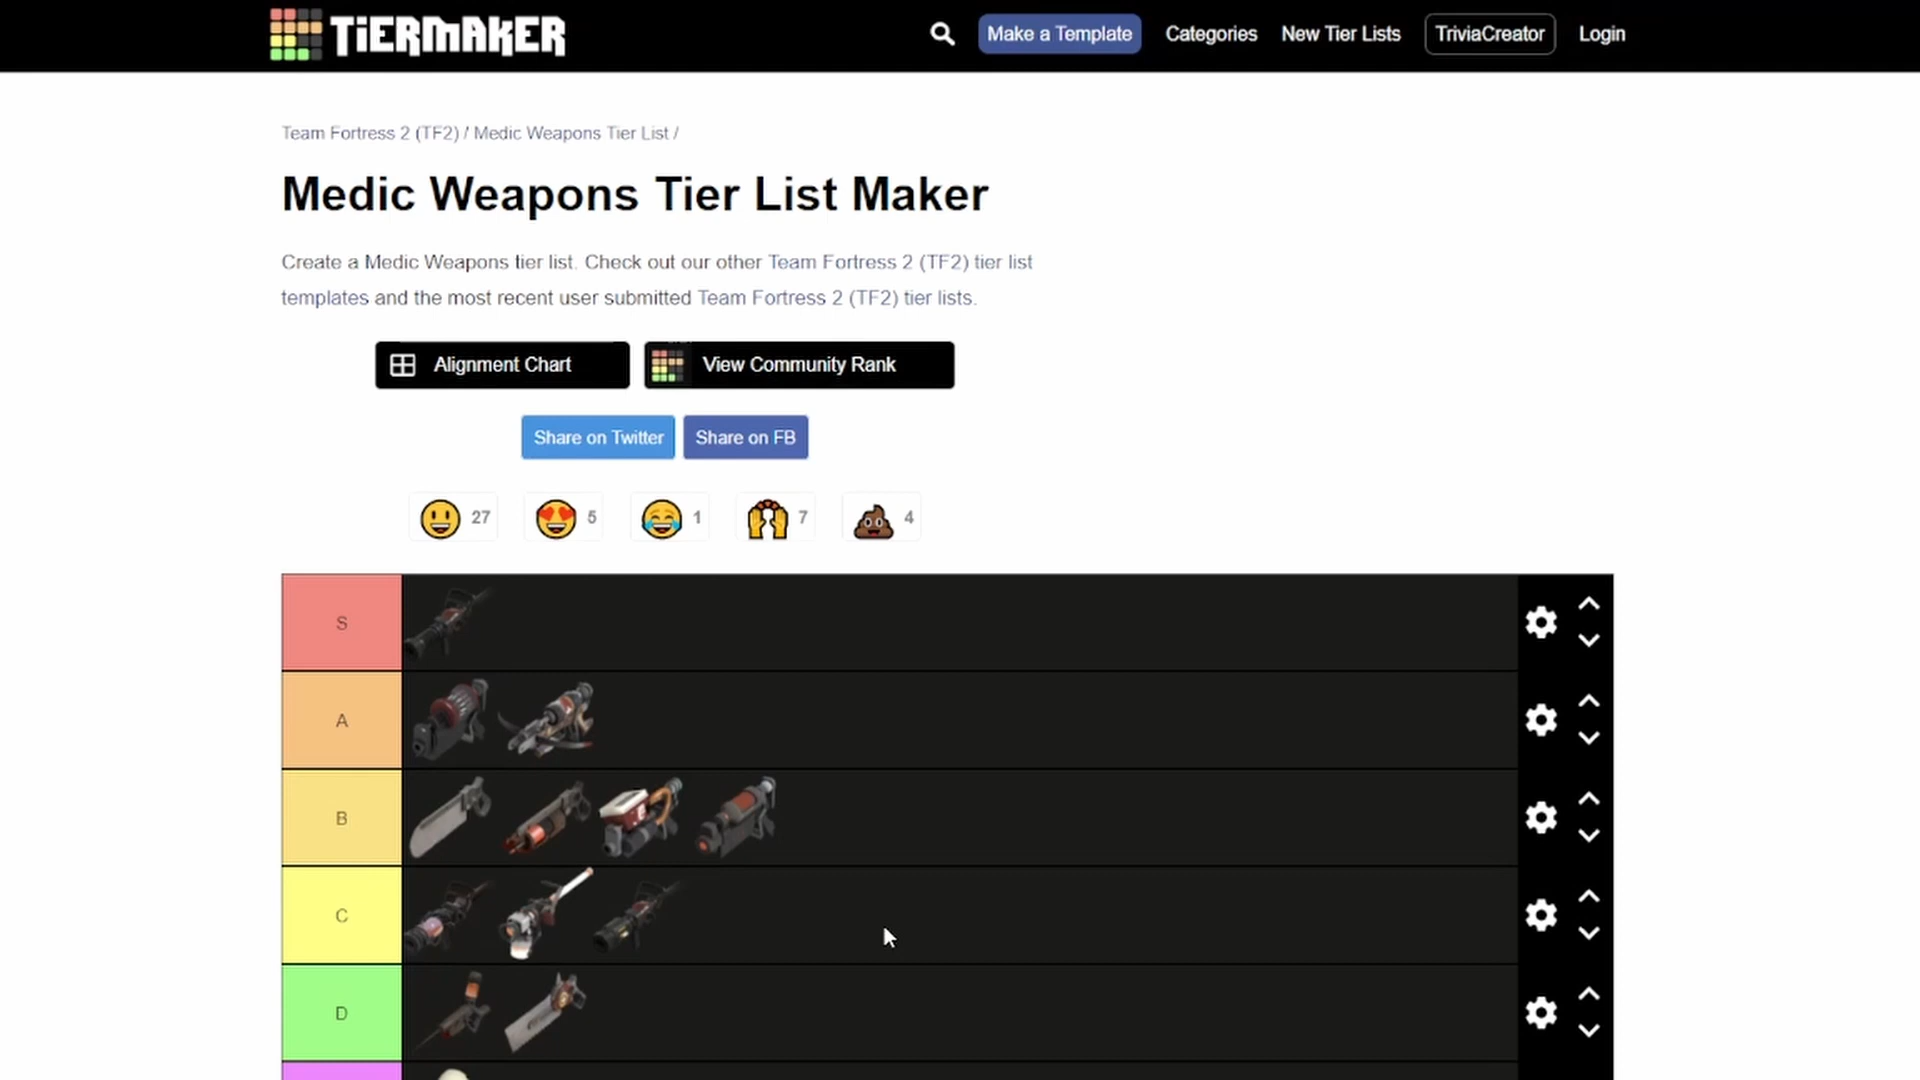 TiERMAKER
Make a Template
Categories
New Tier Lists
TriviaCreator
Login
Team Fortress 2 (TF2) / Medic Weapons Tier List /
Medic Weapons Tier List Maker
Create a Medic Weapons tier list. Check out our other Team Fortress 2 (TF2) tier list
templates and the most recent user submitted Team Fortress 2 (TF2) tier lists.
Alignment Chart
View Community Rank
Share on Twitter
Share on FB
27
5
1
7
4
S
A
B
C
D